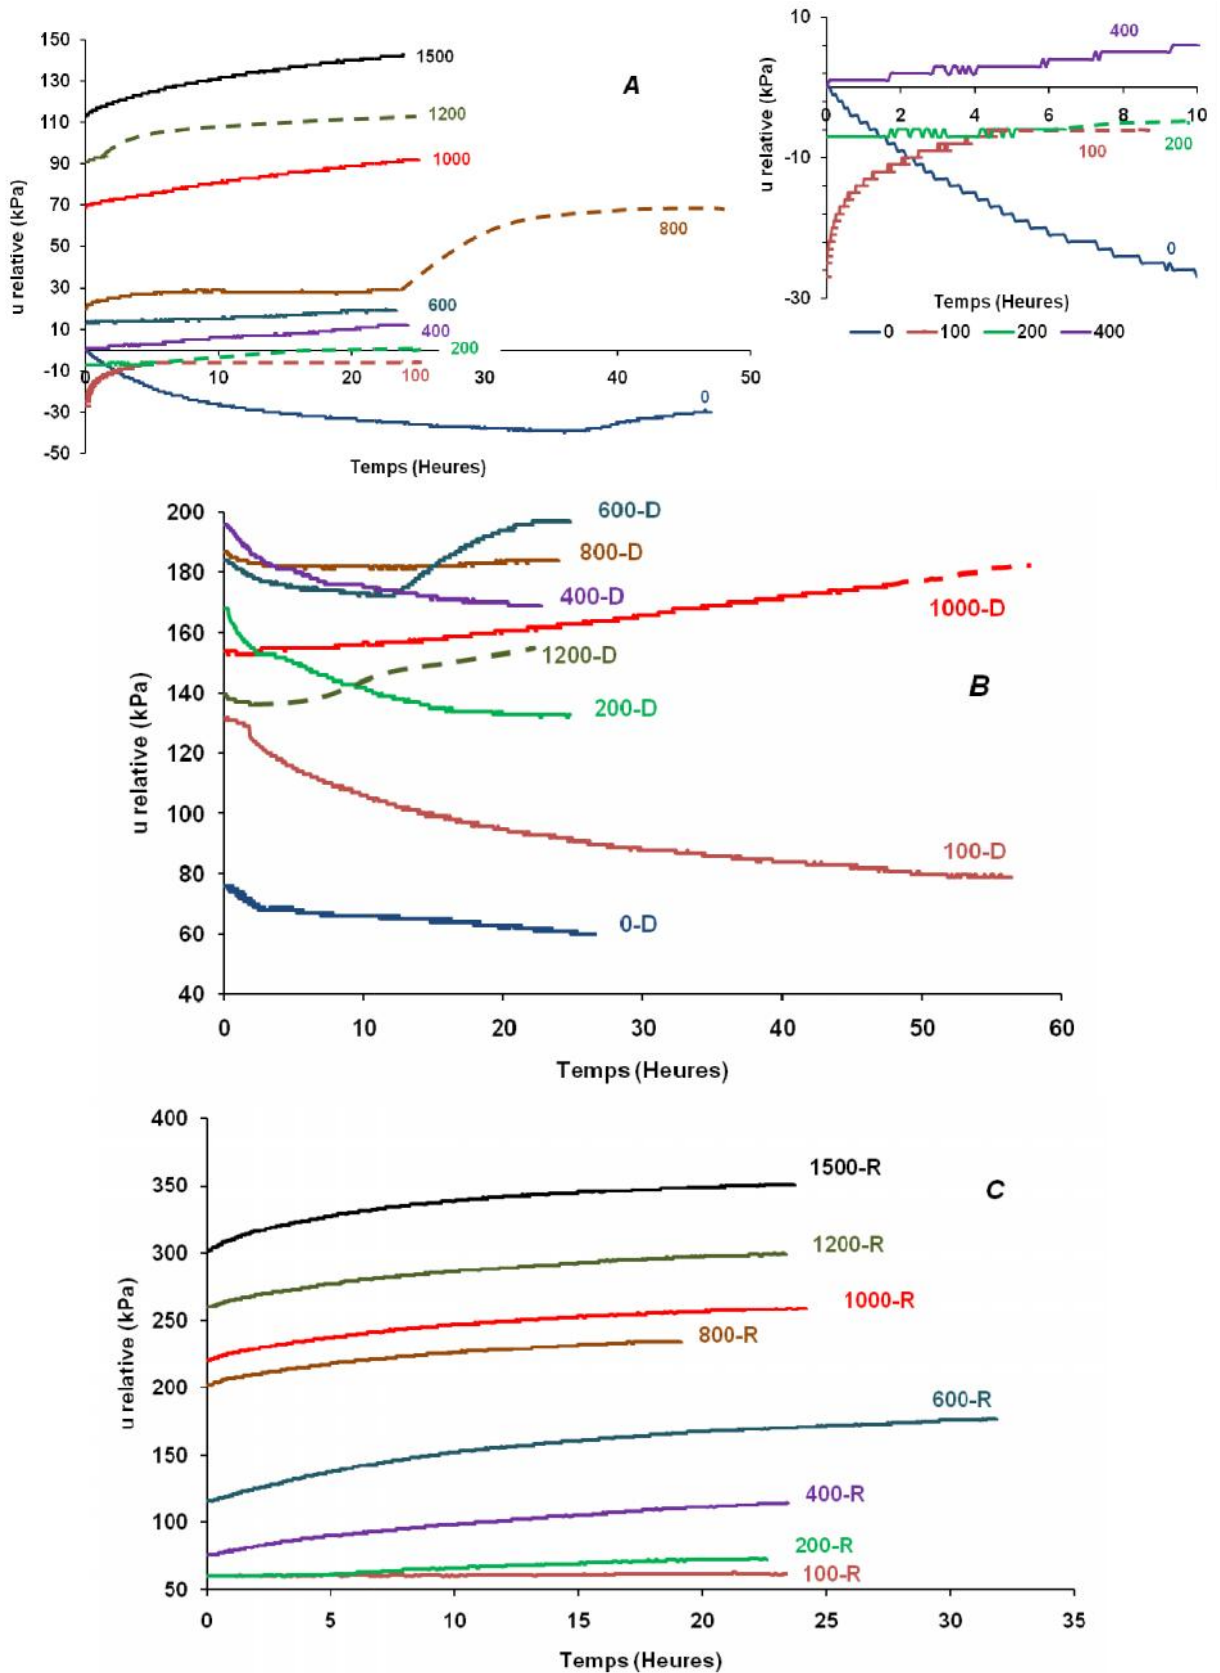 150
130
110
90
70
50
30
10
-10
-30
-50
u relative (kPa)
0
10
20
30
40
50
Temps (Heures)
1500
1200
1000
800
600
400
200
100
0
A
10
0
-10
-30
u relative (kPa)
0
2
4
6
8
10
400
200
100
0
Temps (Heures)
0 100 200 400
200
180
160
140
120
100
80
60
40
u relative (kPa)
0 10 20 30 40 50 60
Temps (Heures)
600-D
800-D
400-D
1000-D
1200-D
200-D
100-D
0-D
B
400
350
300
250
200
150
100
50
u relative (kPa)
0 5 10 15 20 25 30 35
Temps (Heures)
1500-R
1200-R
1000-R
800-R
600-R
400-R
200-R
100-R
C